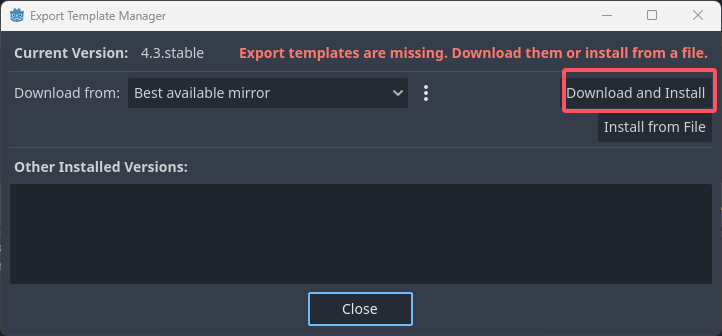 Export Template Manager
Current Version: 4.3.stable Export templates are missing. Download them or install from a file.
Download from: Best available mirror Download and Install
Install from File
Other Installed Versions:
Close